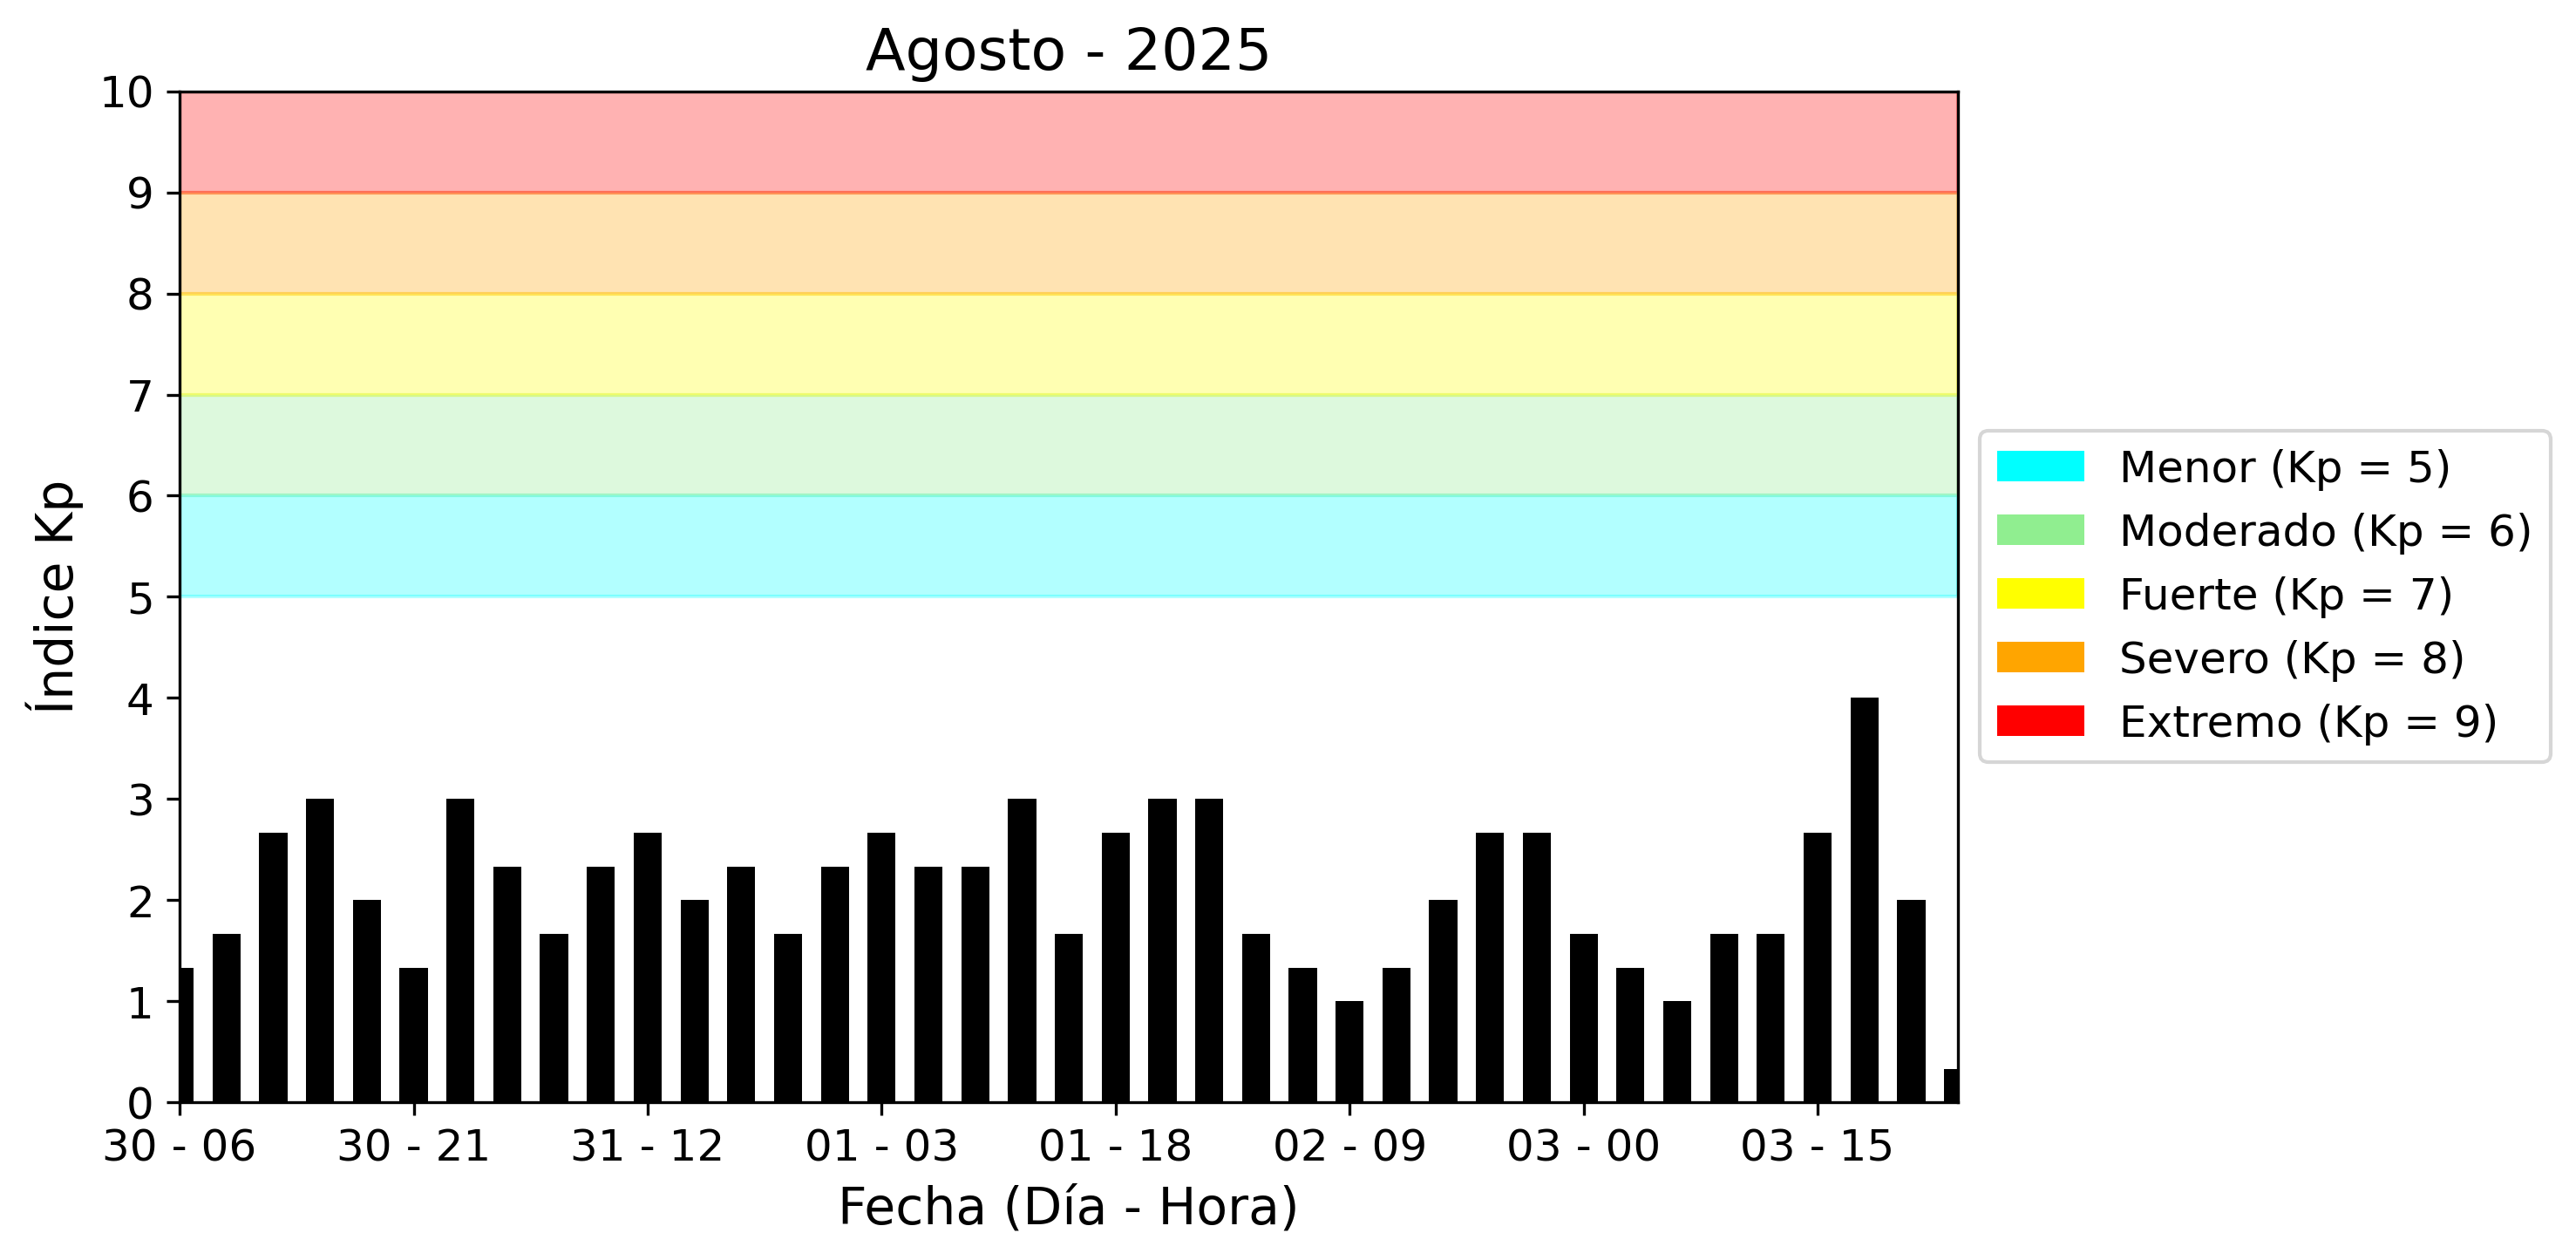 Agosto - 2025
10
9
8
7
6
5
4
3
2
1
0
Índice Kp
30 - 06
30 - 21
31 - 12
01 - 03
01 - 18
02 - 09
03 - 00
03 - 15
Fecha (Día - Hora)
Menor (Kp = 5)
Moderado (Kp = 6)
Fuerte (Kp = 7)
Severo (Kp = 8)
Extremo (Kp = 9)